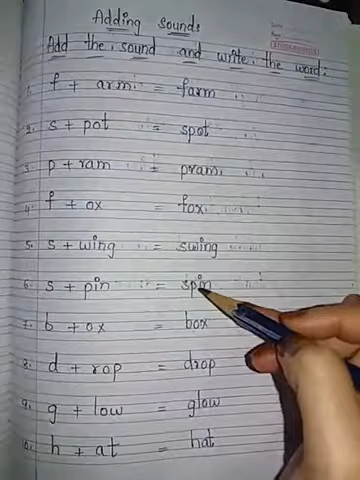 Adding Sounds
Add the sound and write the word:
1. f + arm = farm
2. s + pot = spot
3. p + ram = pram
4. f + ox = fox
5. s + wing = swing
6. s + pin = spin
7. b + ox = box
8. d + rop = drop
9. g + low = glow
10. h + at = hat